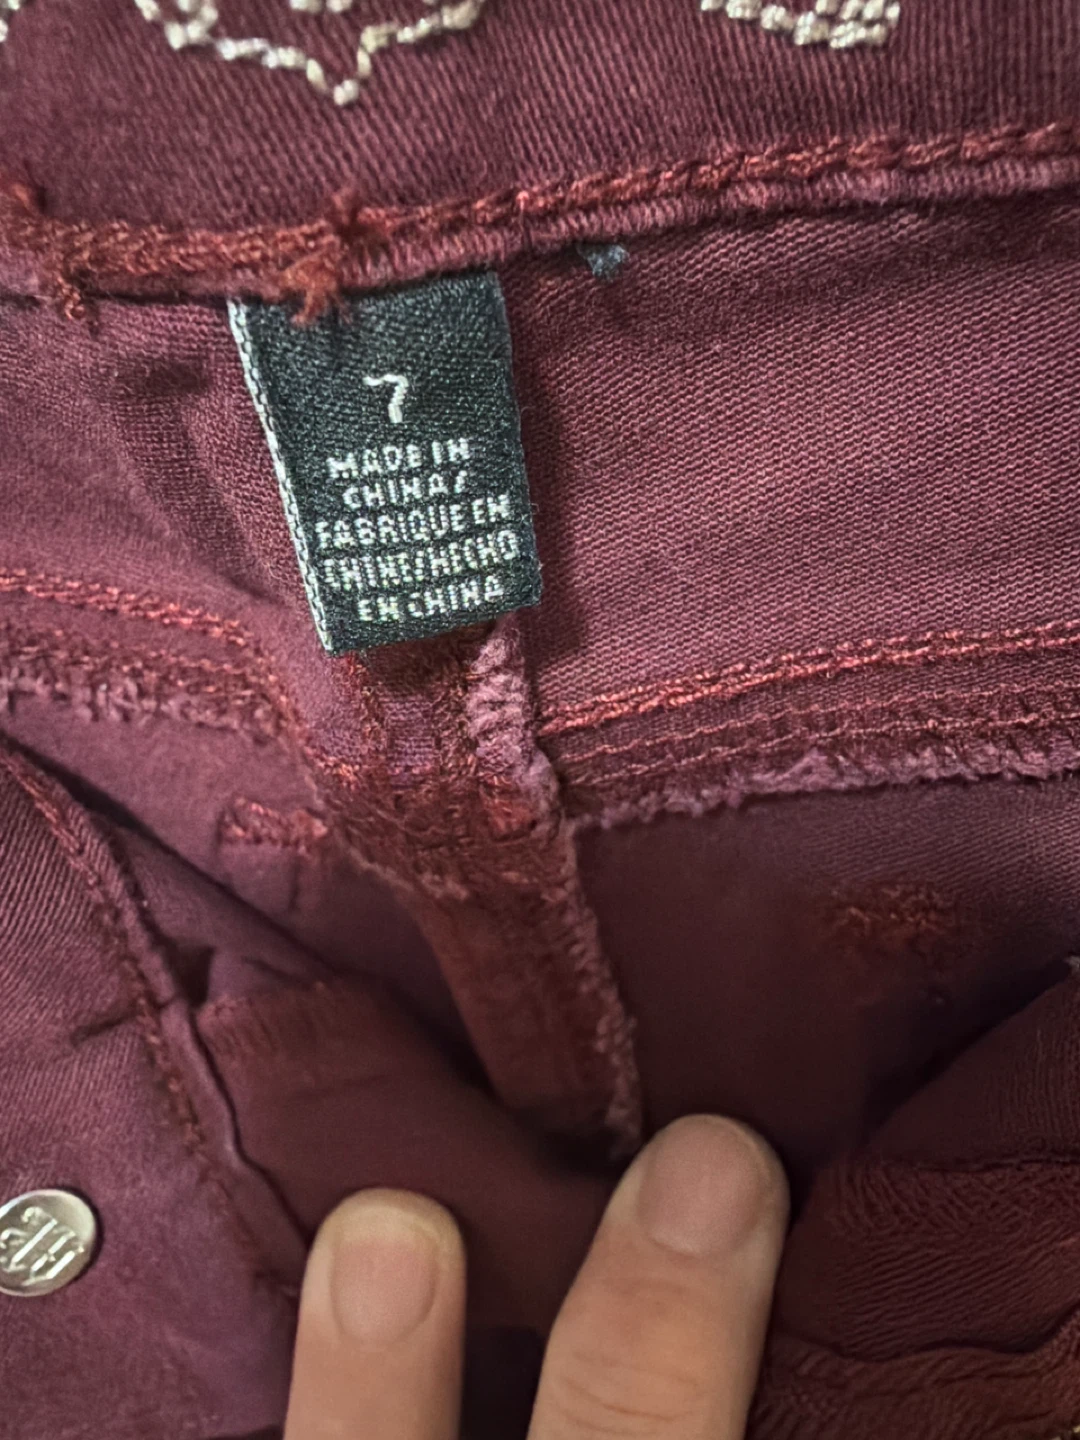 7
MADE IN
CHINA/
FABRIQUE EN
CHINE/HECHO
EN CHINA